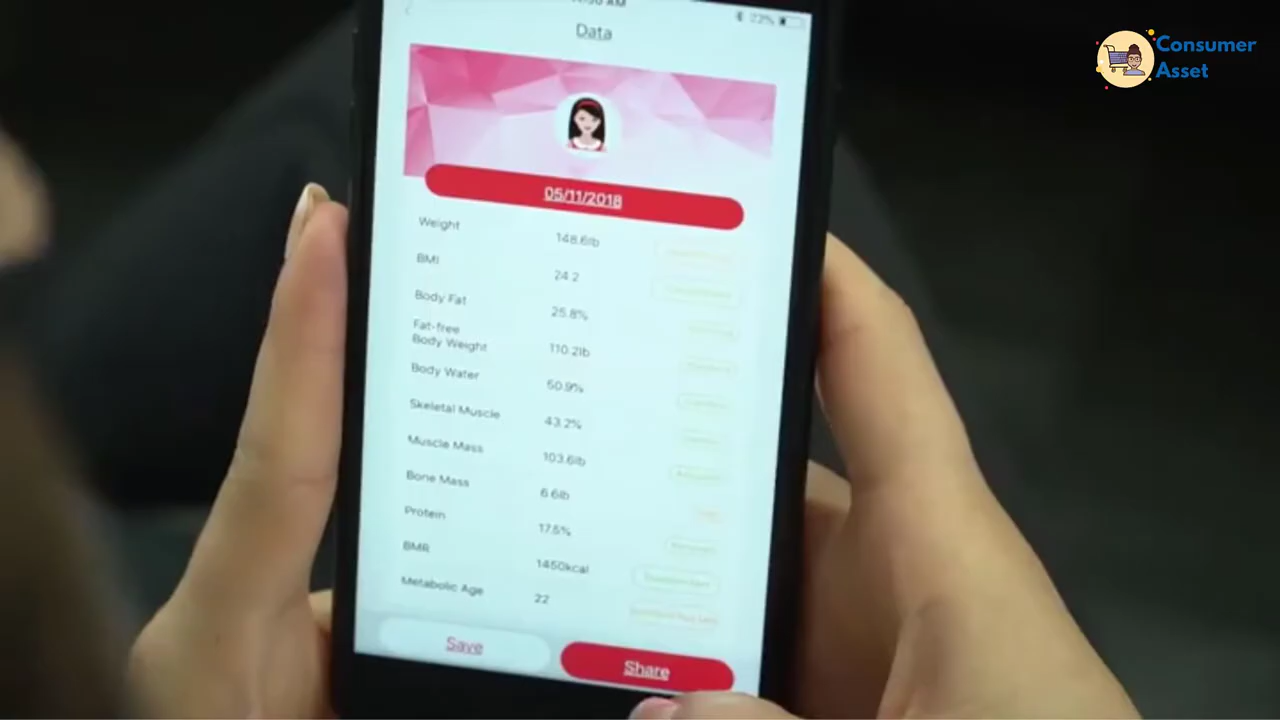 Consumer
Asset
23%
Data
05/11/2018
Weight 148.6lb
BMI 24.2
Body Fat 25.8%
Fat-free
Body Weight 110.2lb
Body Water 50.9%
Skeletal Muscle 43.2%
Muscle Mass 103.6lb
Bone Mass 6.6lb
Protein 17.5%
BMR 1450kcal
Metabolic Age 22
Save
Share